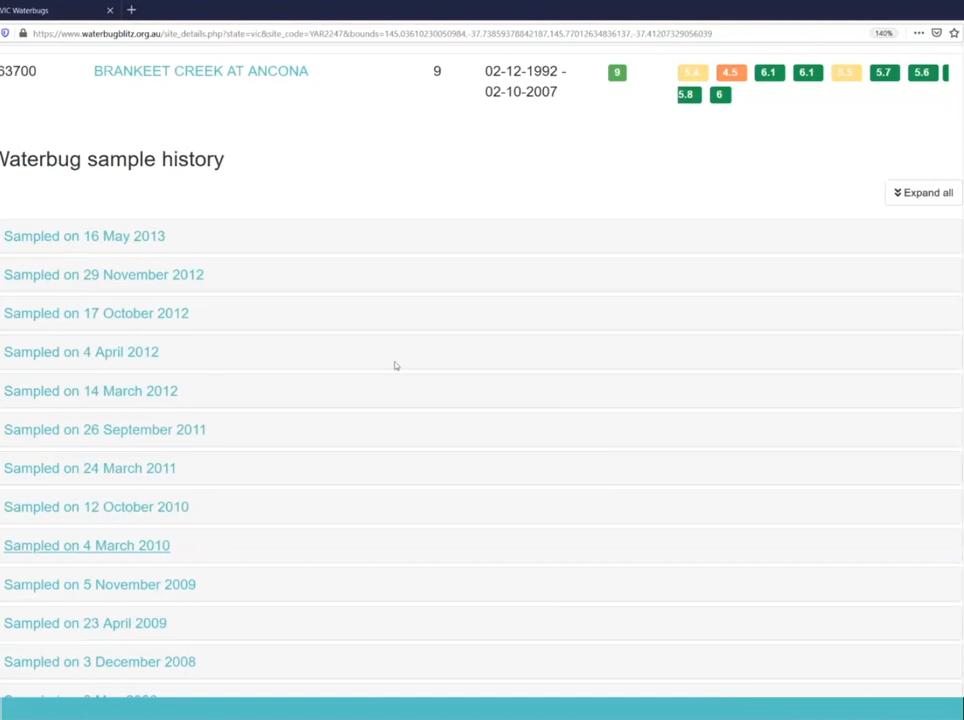 VIC Waterbugs
https://www.waterbugblitz.org.au/site_details.php?state=vic&site_code=YAR2247&bounds=145.03610230050984,-37.73859378842187,145.77012634836137,-37.41207329056039
140%
63700 BRANKEET CREEK AT ANCONA 9 02-12-1992 - 9 5.4 4.5 6.1 6.1 5.5 5.7 5.6
02-10-2007 5.8 6
Waterbug sample history
Expand all
Sampled on 16 May 2013
Sampled on 29 November 2012
Sampled on 17 October 2012
Sampled on 4 April 2012
Sampled on 14 March 2012
Sampled on 26 September 2011
Sampled on 24 March 2011
Sampled on 12 October 2010
Sampled on 4 March 2010
Sampled on 5 November 2009
Sampled on 23 April 2009
Sampled on 3 December 2008